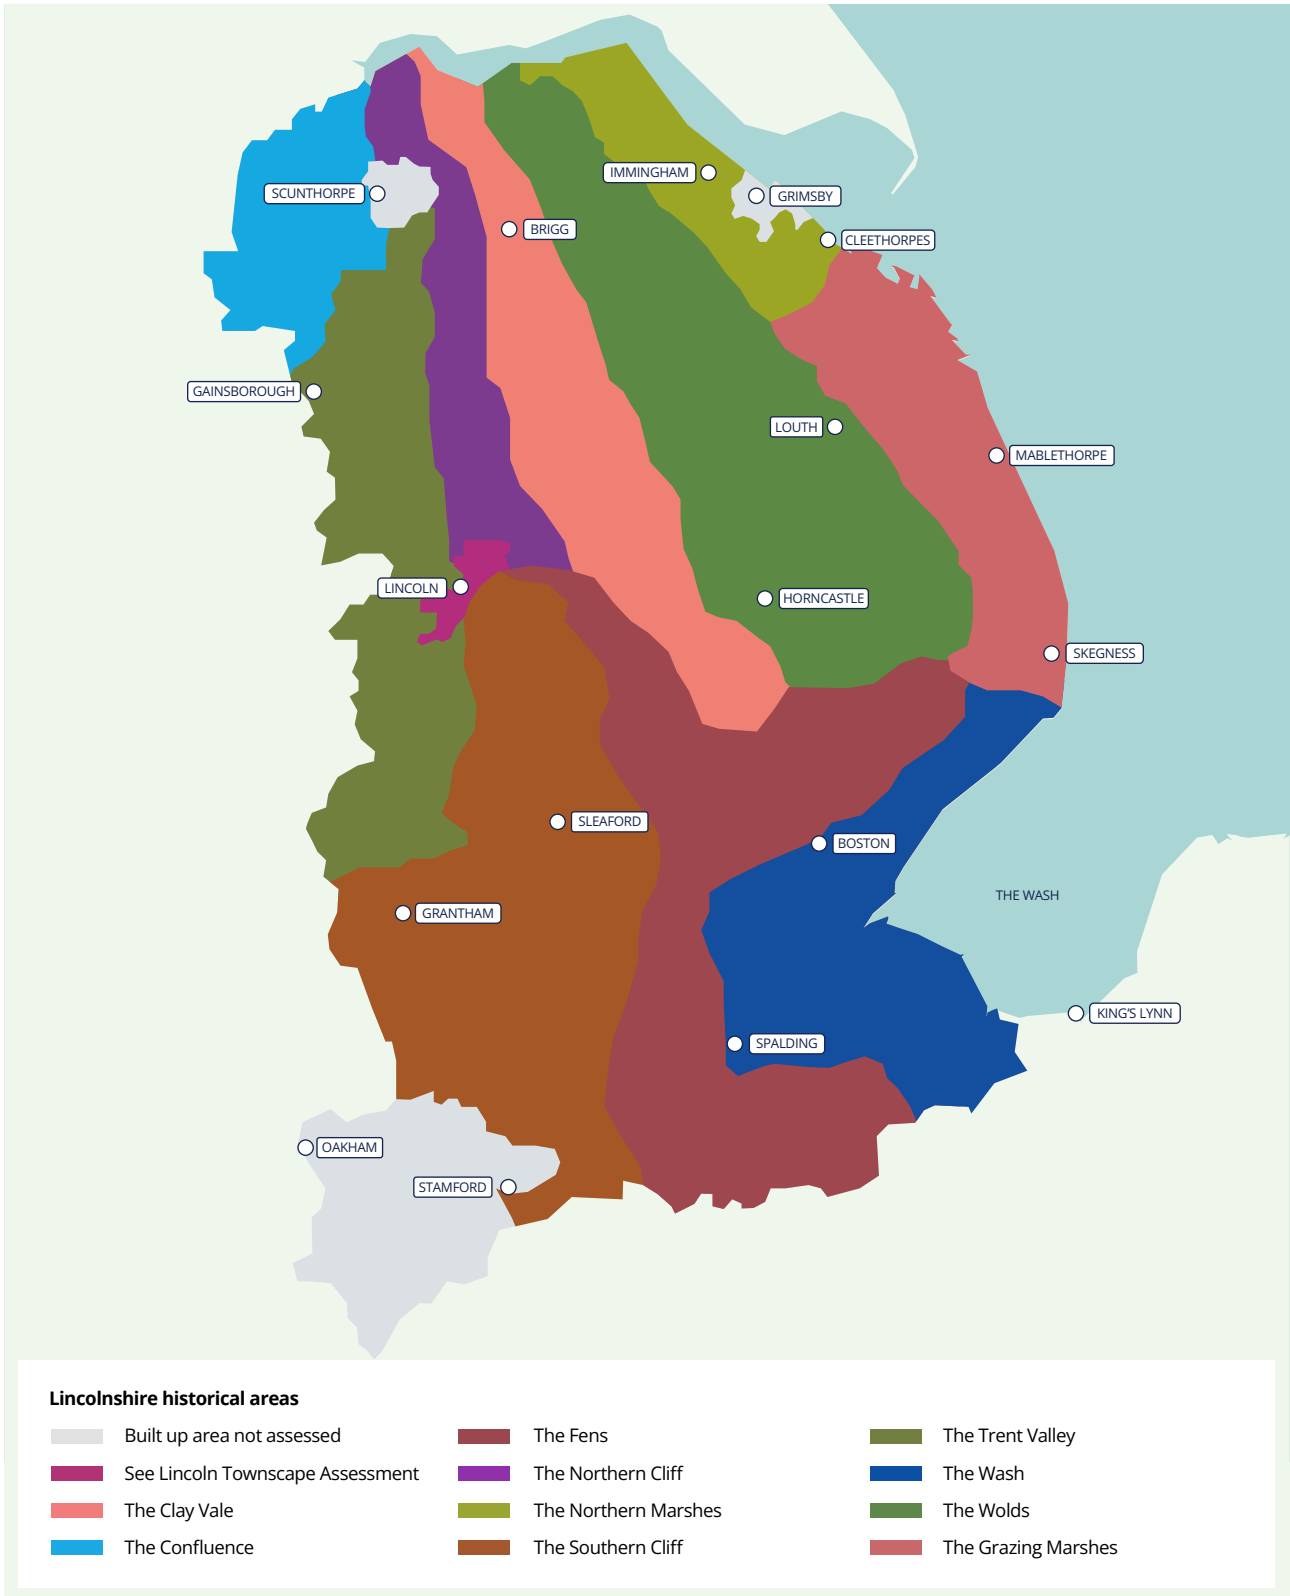 IMMINGHAM
SCUNTHORPE
GRIMSBY
BRIGG
CLEETHORPES
GAINSBOROUGH
LOUTH
MABLETHORPE
LINCOLN
HORNCASTLE
SKEGNESS
SLEAFORD
BOSTON
THE WASH
GRANTHAM
KING'S LYNN
SPALDING
OAKHAM
STAMFORD
Lincolnshire historical areas
Built up area not assessed
See Lincoln Townscape Assessment
The Clay Vale
The Confluence
The Fens
The Northern Cliff
The Northern Marshes
The Southern Cliff
The Trent Valley
The Wash
The Wolds
The Grazing Marshes